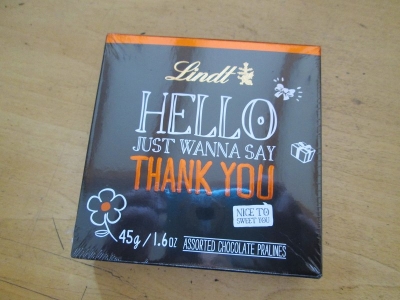 Lindt
HELLO
JUST WANNA SAY
THANK YOU
NICE TO
SWEET YOU
45g/1.6oz ASSORTED CHOCOLATE PRALINES